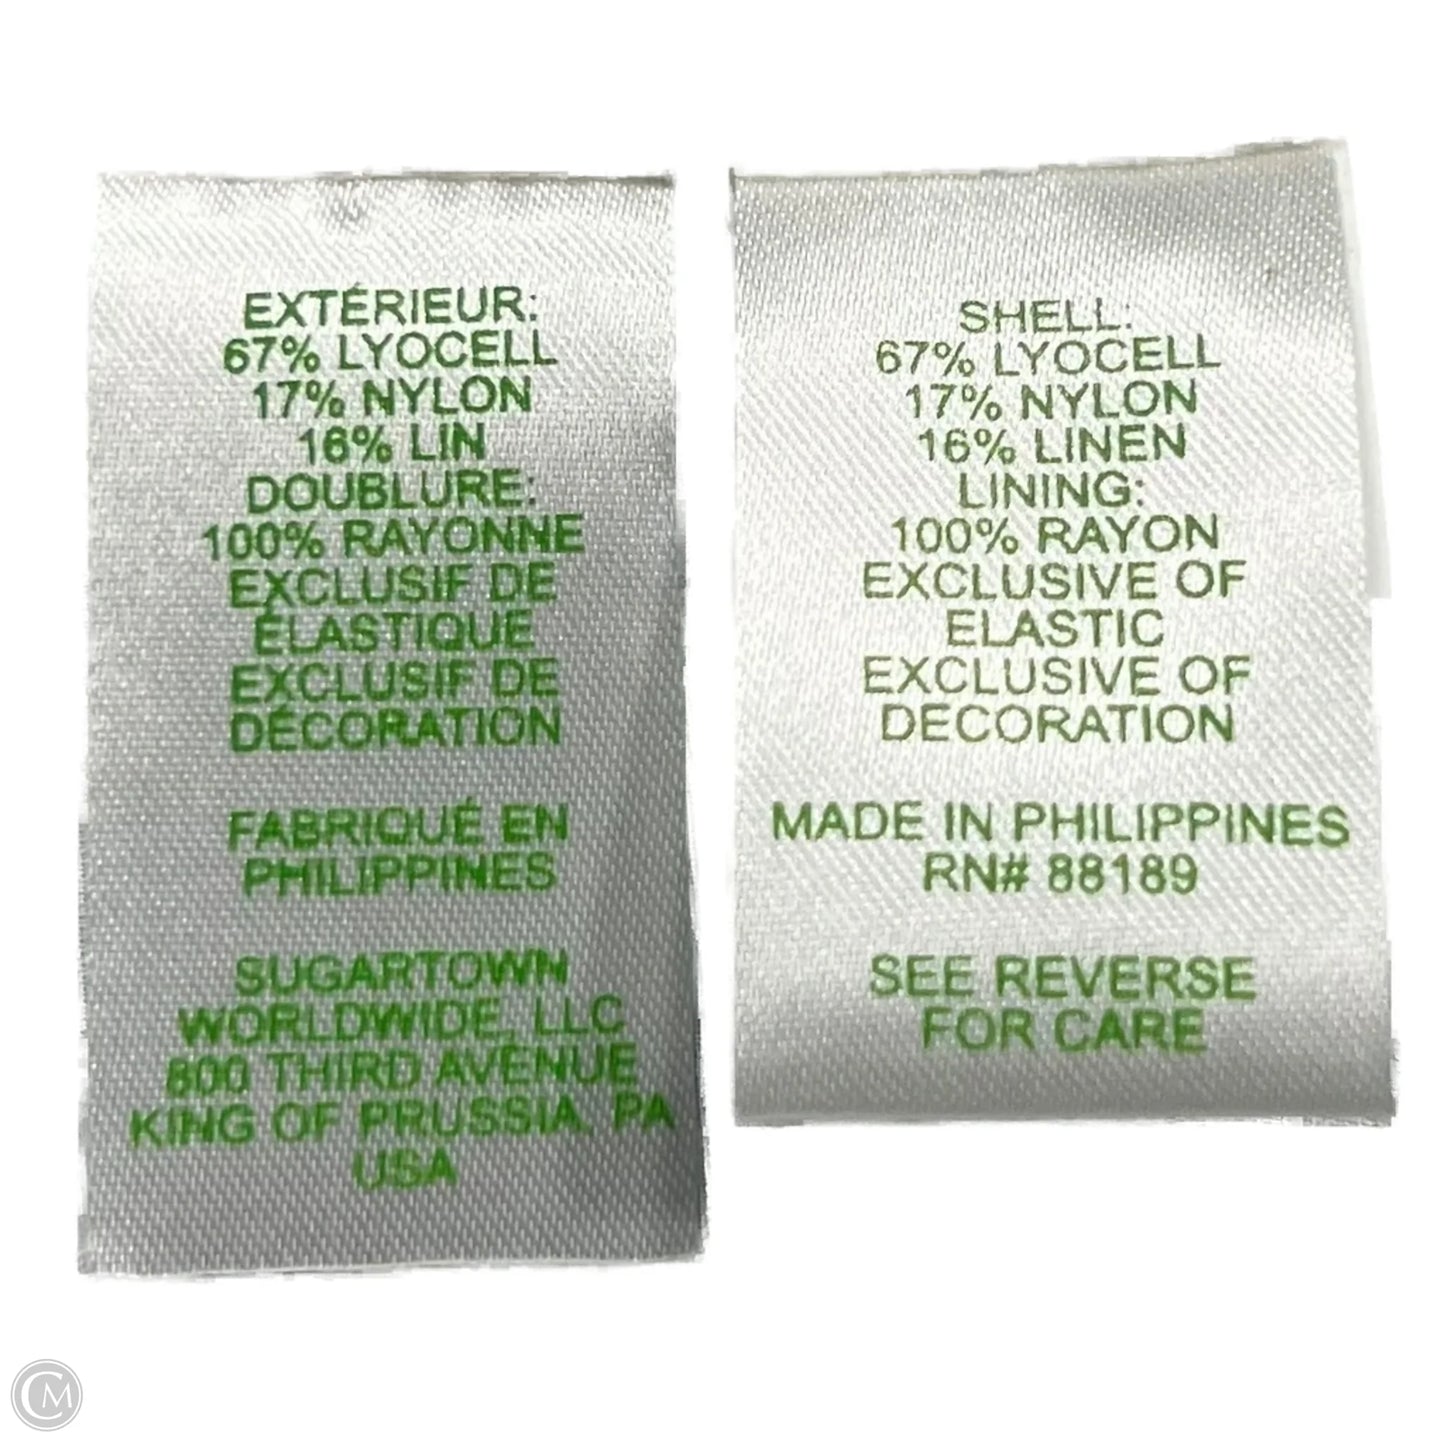 EXTÉRIEUR:
67% LYOCELL
17% NYLON
16% LIN
DOUBLURE:
100% RAYONNE
EXCLUSIF DE
ÉLASTIQUE
EXCLUSIF DE
DÉCORATION
FABRIQUÉ EN
PHILIPPINES
SUGARTOWN
WORLDWIDE, LLC
800 THIRD AVENUE
KING OF PRUSSIA, PA
USA
SHELL:
67% LYOCELL
17% NYLON
16% LINEN
LINING:
100% RAYON
EXCLUSIVE OF
ELASTIC
EXCLUSIVE OF
DECORATION
MADE IN PHILIPPINES
RN# 88189
SEE REVERSE
FOR CARE
CM